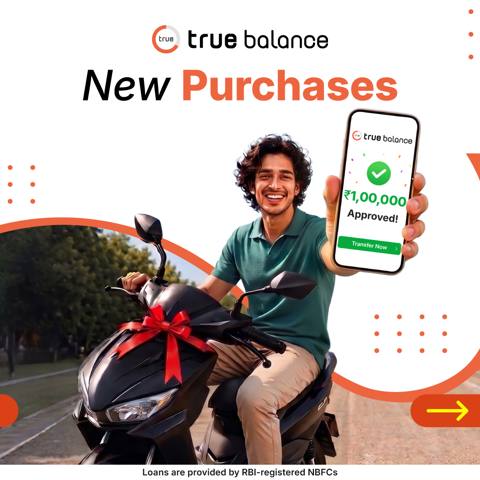 true
true balance
New Purchases
true balance
₹1,00,000
Approved!
Transfer Now
Loans are provided by RBI-registered NBFCs